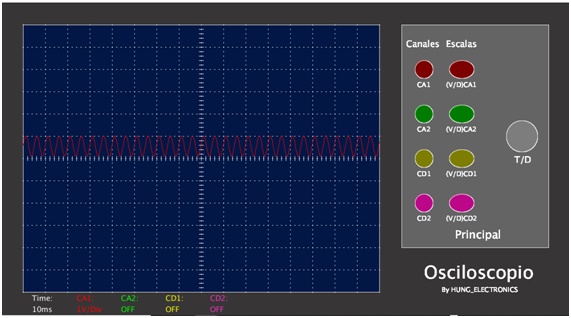 Canales Escalas
CA1 (V/D)CA1
CA2 (V/D)CA2
T/D
CD1 (V/D)CD1
CD2 (V/D)CD2
Principal
Osciloscopio
By HUNG_ELECTRONICS
Time: CA1: CA2: CD1: CD2:
10ms 1V/Div OFF OFF OFF